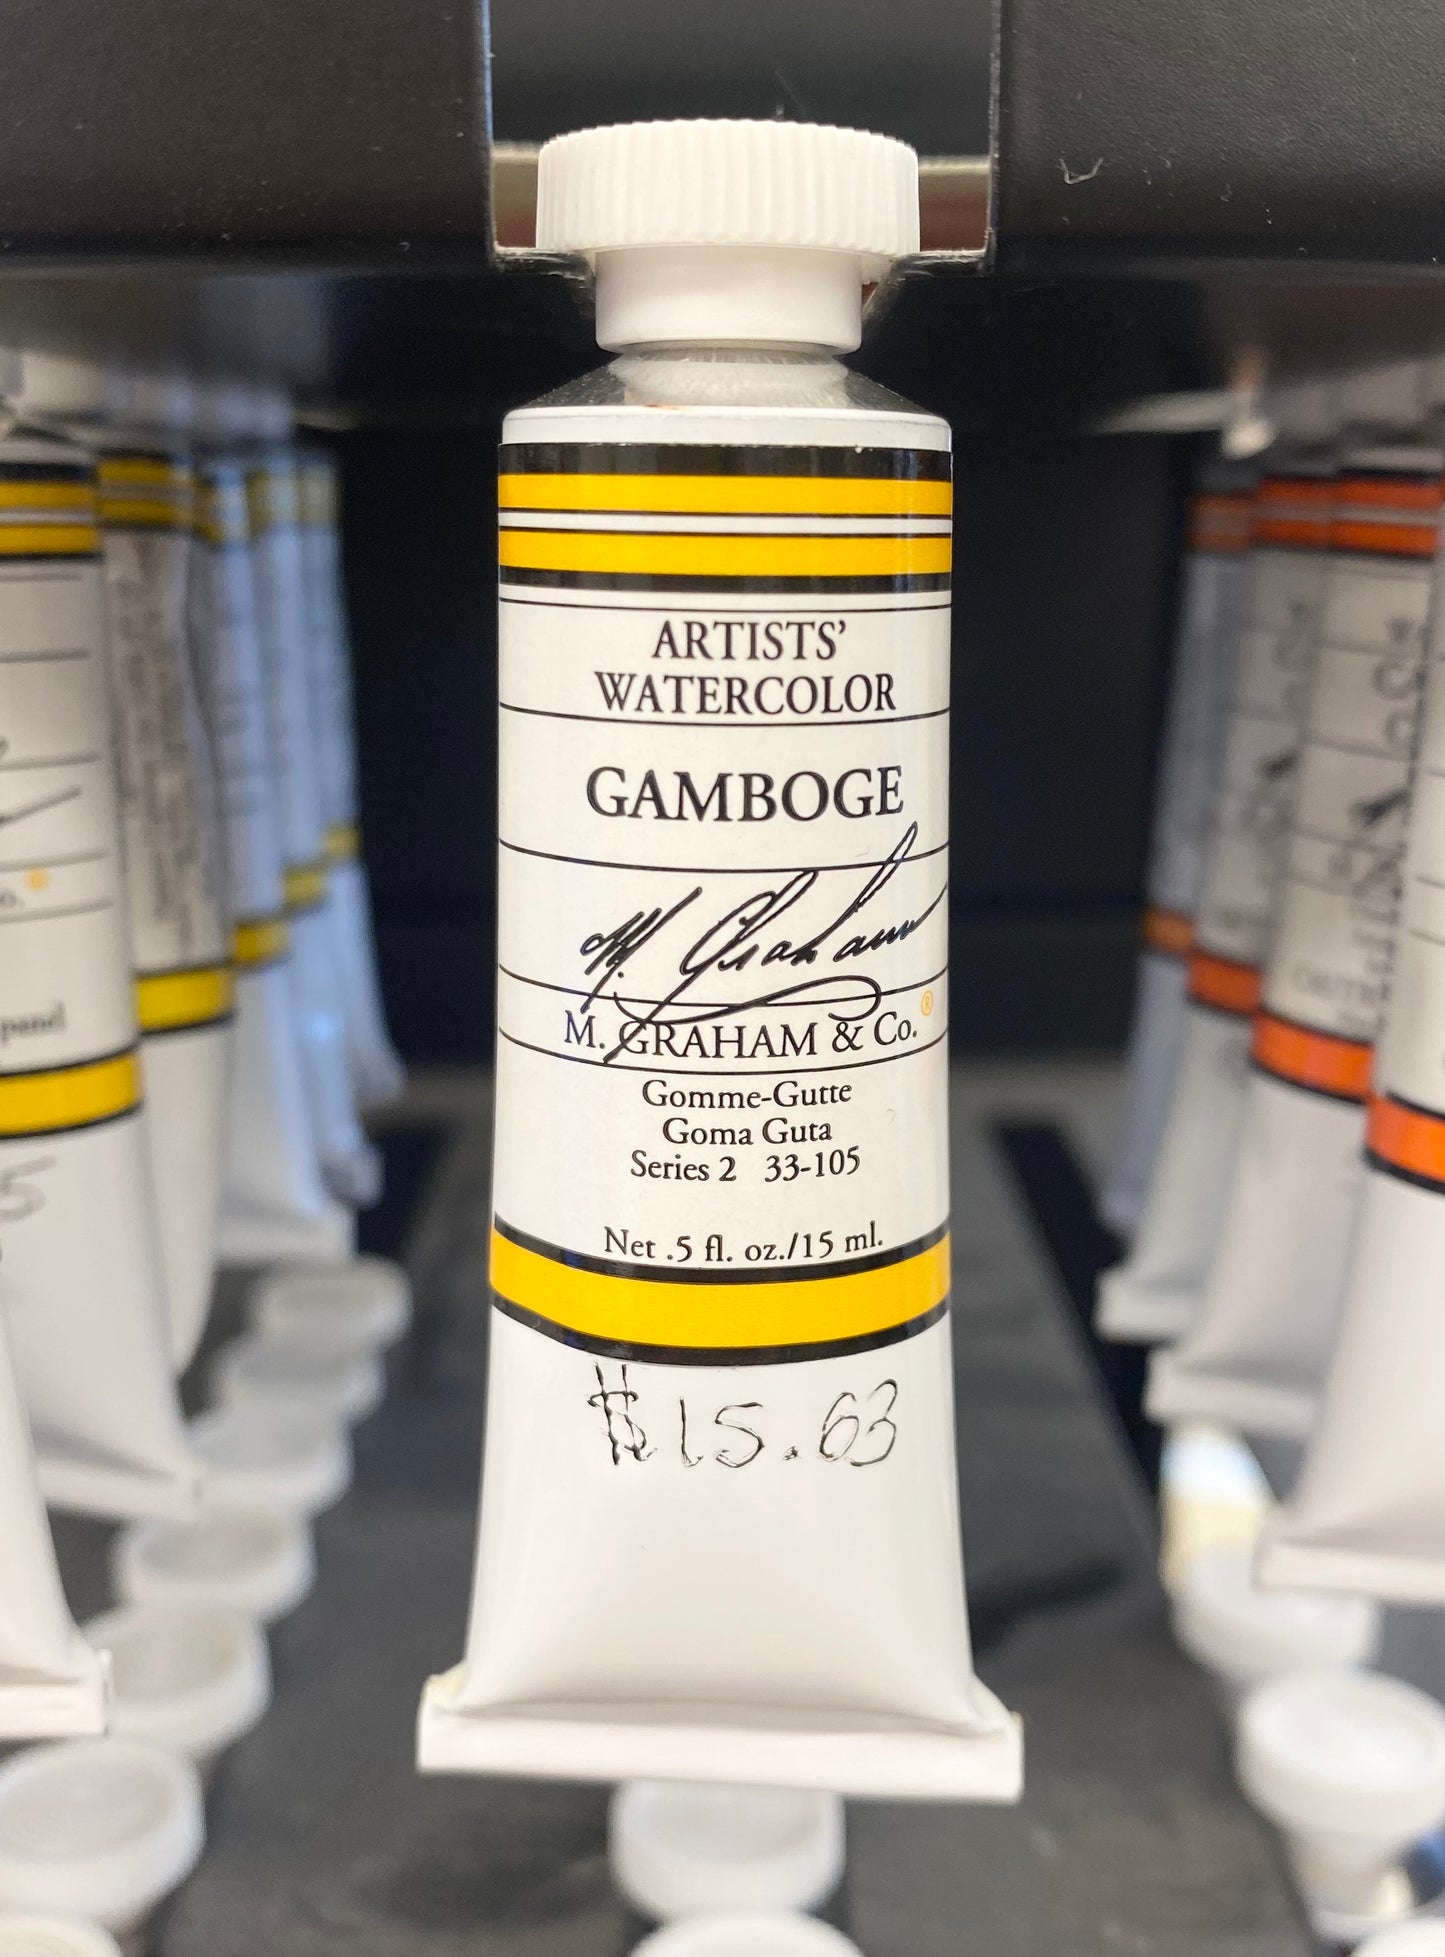 ARTISTS’
WATERCOLOR
GAMBOGE
M. Graham
M. GRAHAM & Co.®
Gomme-Gutte
Goma Guta
Series 2 33-105
Net .5 fl. oz./15 ml.
$15.63